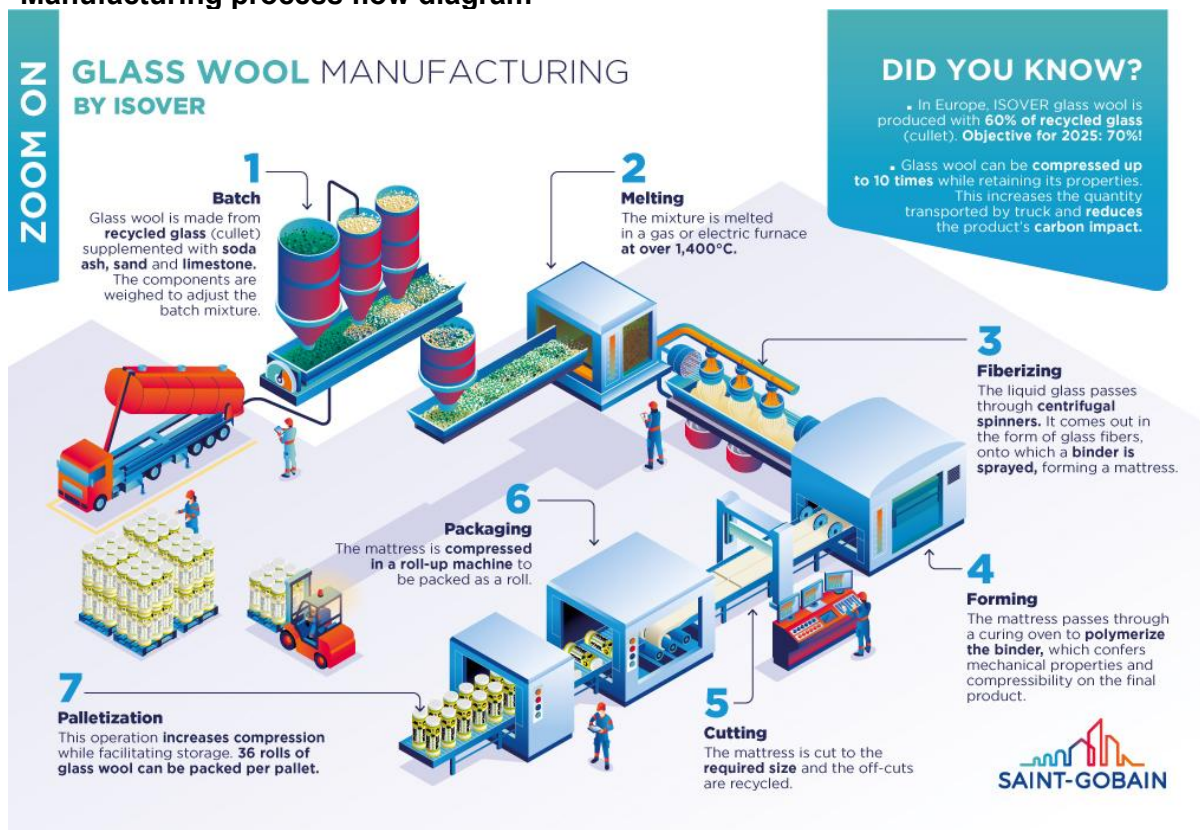 Manufacturing process flow diagram
ZOOM ON
GLASS WOOL MANUFACTURING
BY ISOVER
DID YOU KNOW?
▪ In Europe, ISOVER glass wool is
produced with 60% of recycled glass
(cullet). Objective for 2025: 70%!
▪ Glass wool can be compressed up
to 10 times while retaining its properties.
This increases the quantity
transported by truck and reduces
the product's carbon impact.
1
Batch
Glass wool is made from
recycled glass (cullet)
supplemented with soda
ash, sand and limestone.
The components are
weighed to adjust the
batch mixture.
2
Melting
The mixture is melted
in a gas or electric furnace
at over 1,400°C.
3
Fiberizing
The liquid glass passes
through centrifugal
spinners. It comes out in
the form of glass fibers,
onto which a binder is
sprayed, forming a mattress.
4
Forming
The mattress passes through
a curing oven to polymerize
the binder, which confers
mechanical properties and
compressibility on the final
product.
5
Cutting
The mattress is cut to the
required size and the off-cuts
are recycled.
6
Packaging
The mattress is compressed
in a roll-up machine to
be packed as a roll.
7
Palletization
This operation increases compression
while facilitating storage. 36 rolls of
glass wool can be packed per pallet.
SAINT-GOBAIN